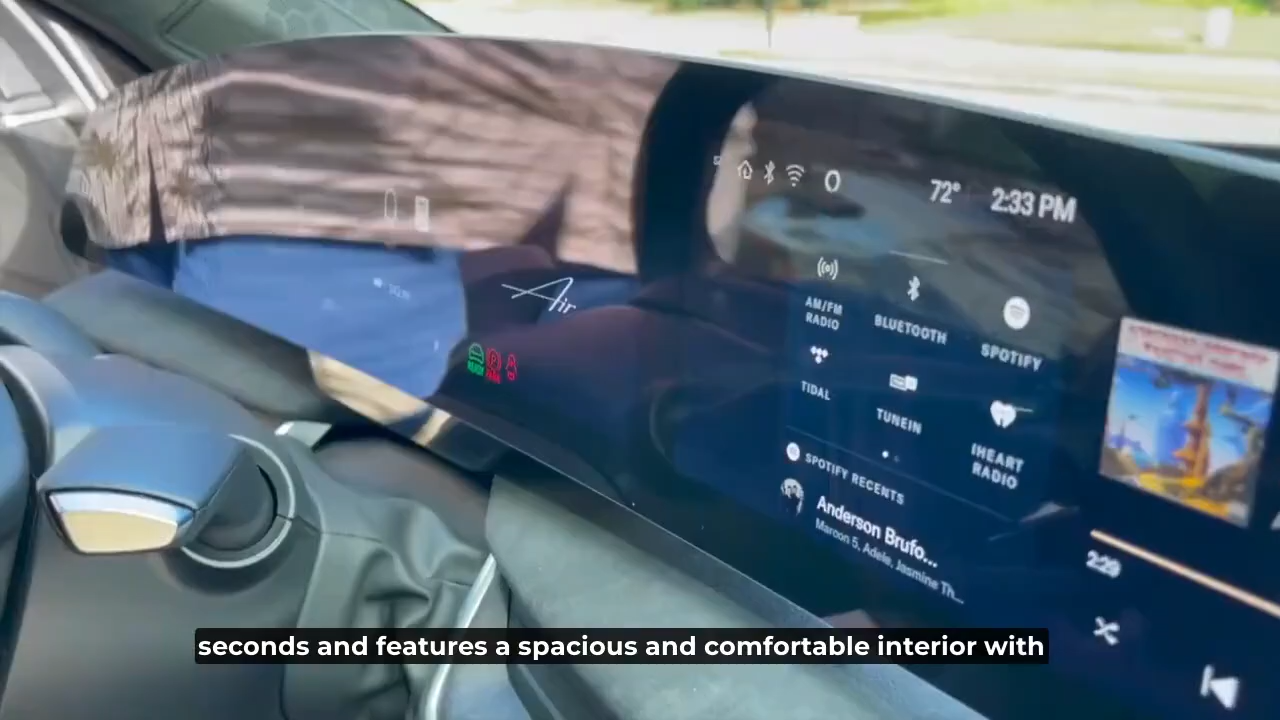 72° 2:33 PM
AM/FM
RADIO
BLUETOOTH
SPOTIFY
Air
TIDAL
TUNEIN
IHEART
RADIO
SPOTIFY RECENTS
Anderson Brufo...
Maroon 5, Adele, Jasmine Th...
2:29
seconds and features a spacious and comfortable interior with